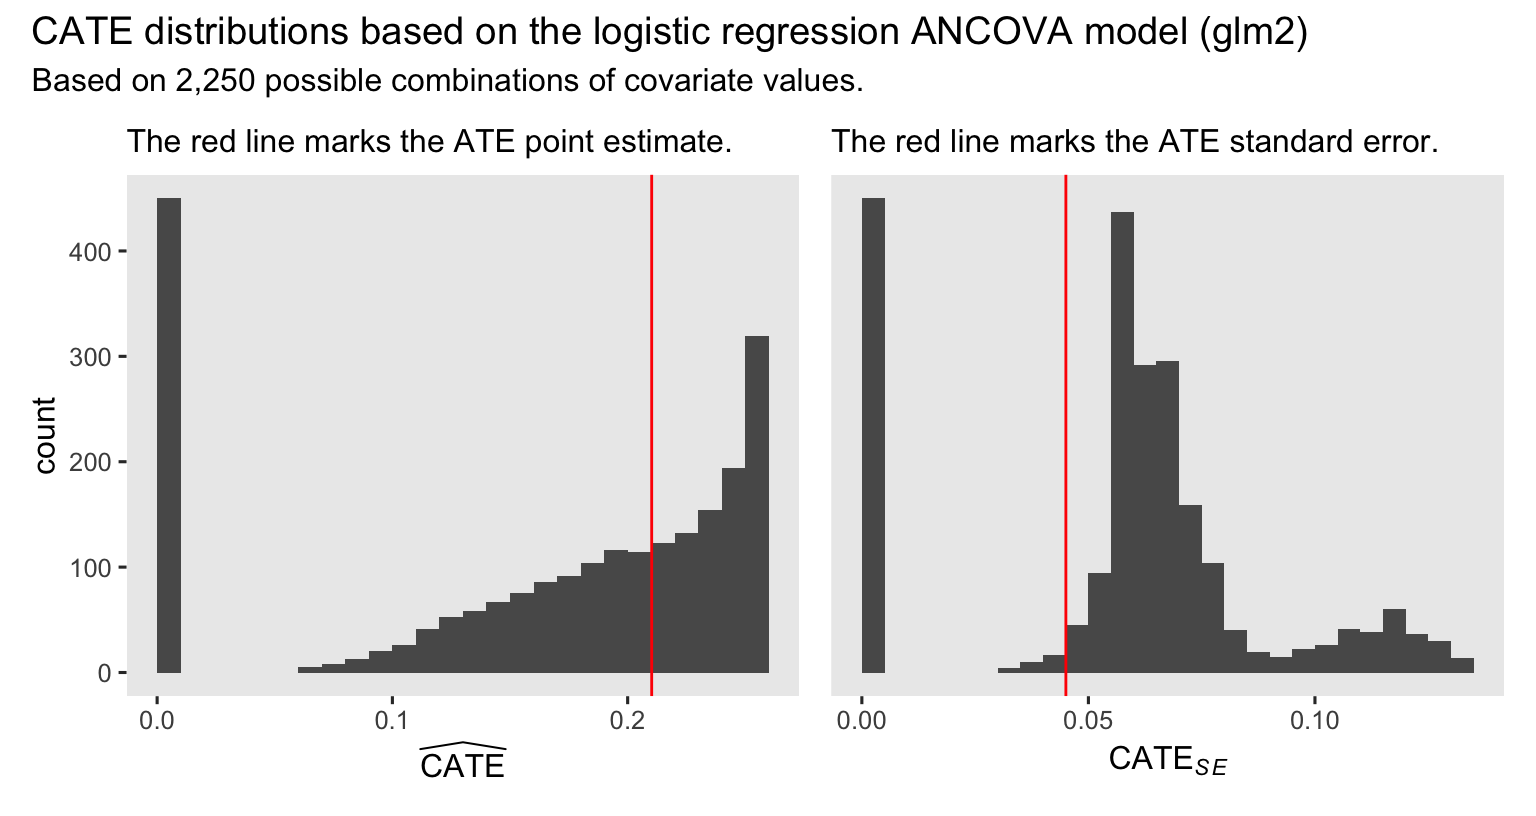 CATE distributions based on the logistic regression ANCOVA model (glm2)
Based on 2,250 possible combinations of covariate values.
The red line marks the ATE point estimate.
400
300
200
100
0
count
0.0 0.1 0.2
CATE
The red line marks the ATE standard error.
0.00 0.05 0.10
CATE_SE